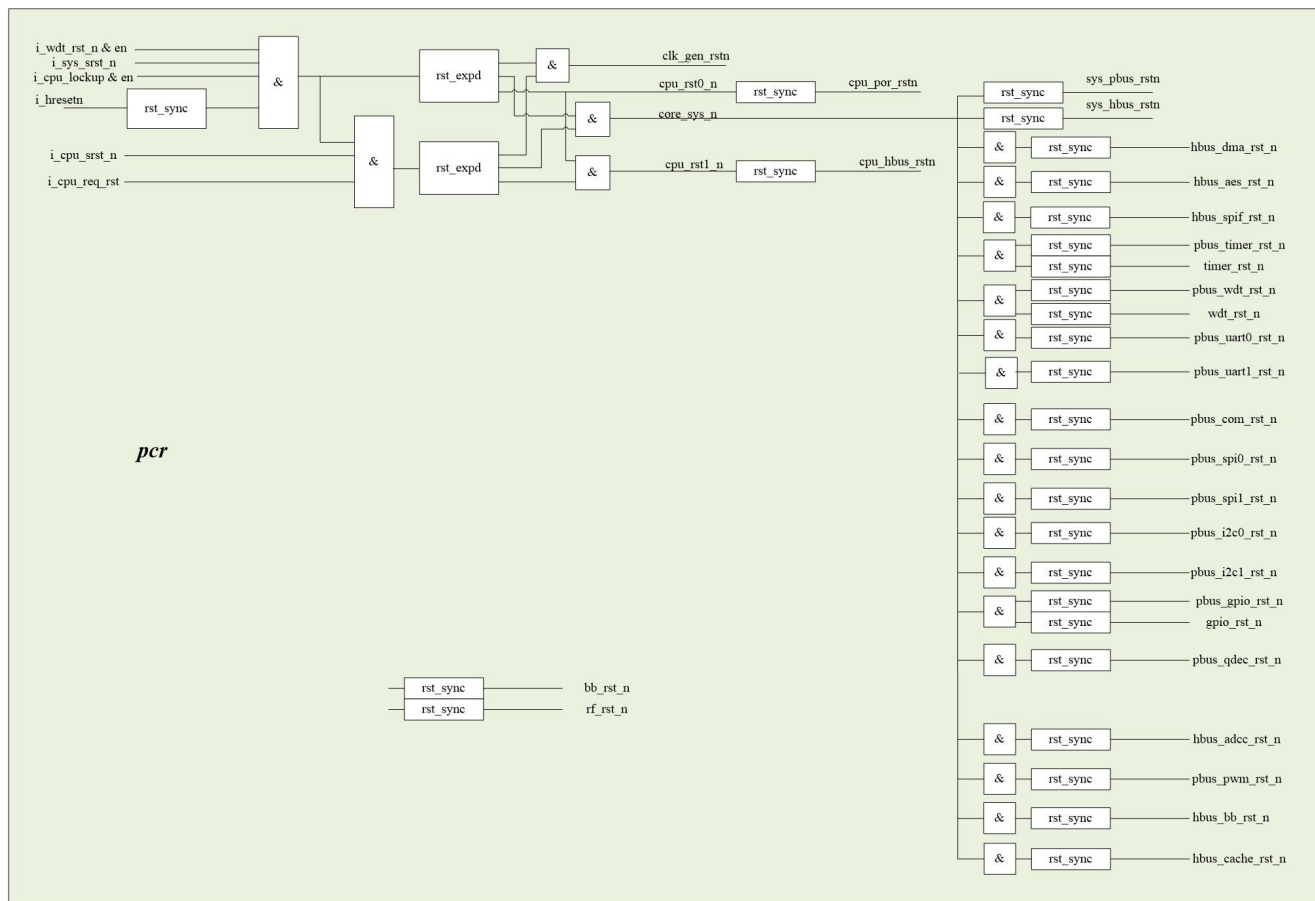 i_wdt_rst_n & en
i_sys_srst_n
i_cpu_lockup & en
i_hresetn
rst_sync
&
i_cpu_srst_n
i_cpu_req_rst
&
rst_expd
rst_expd
&
&
&
clk_gen_rstn
cpu_rst0_n
rst_sync
cpu_por_rstn
core_sys_n
cpu_rst1_n
rst_sync
cpu_hbus_rstn
rst_sync
sys_pbus_rstn
rst_sync
sys_hbus_rstn
& rst_sync hbus_dma_rst_n
& rst_sync hbus_aes_rst_n
& rst_sync hbus_spif_rst_n
& rst_sync pbus_timer_rst_n
rst_sync timer_rst_n
& rst_sync pbus_wdt_rst_n
rst_sync wdt_rst_n
& rst_sync pbus_uart0_rst_n
& rst_sync pbus_uart1_rst_n
& rst_sync pbus_com_rst_n
& rst_sync pbus_spi0_rst_n
& rst_sync pbus_spi1_rst_n
& rst_sync pbus_i2c0_rst_n
& rst_sync pbus_i2c1_rst_n
& rst_sync pbus_gpio_rst_n
rst_sync gpio_rst_n
& rst_sync pbus_qdec_rst_n
& rst_sync hbus_adcc_rst_n
& rst_sync pbus_pwm_rst_n
& rst_sync hbus_bb_rst_n
& rst_sync hbus_cache_rst_n
pcr
rst_sync bb_rst_n
rst_sync rf_rst_n